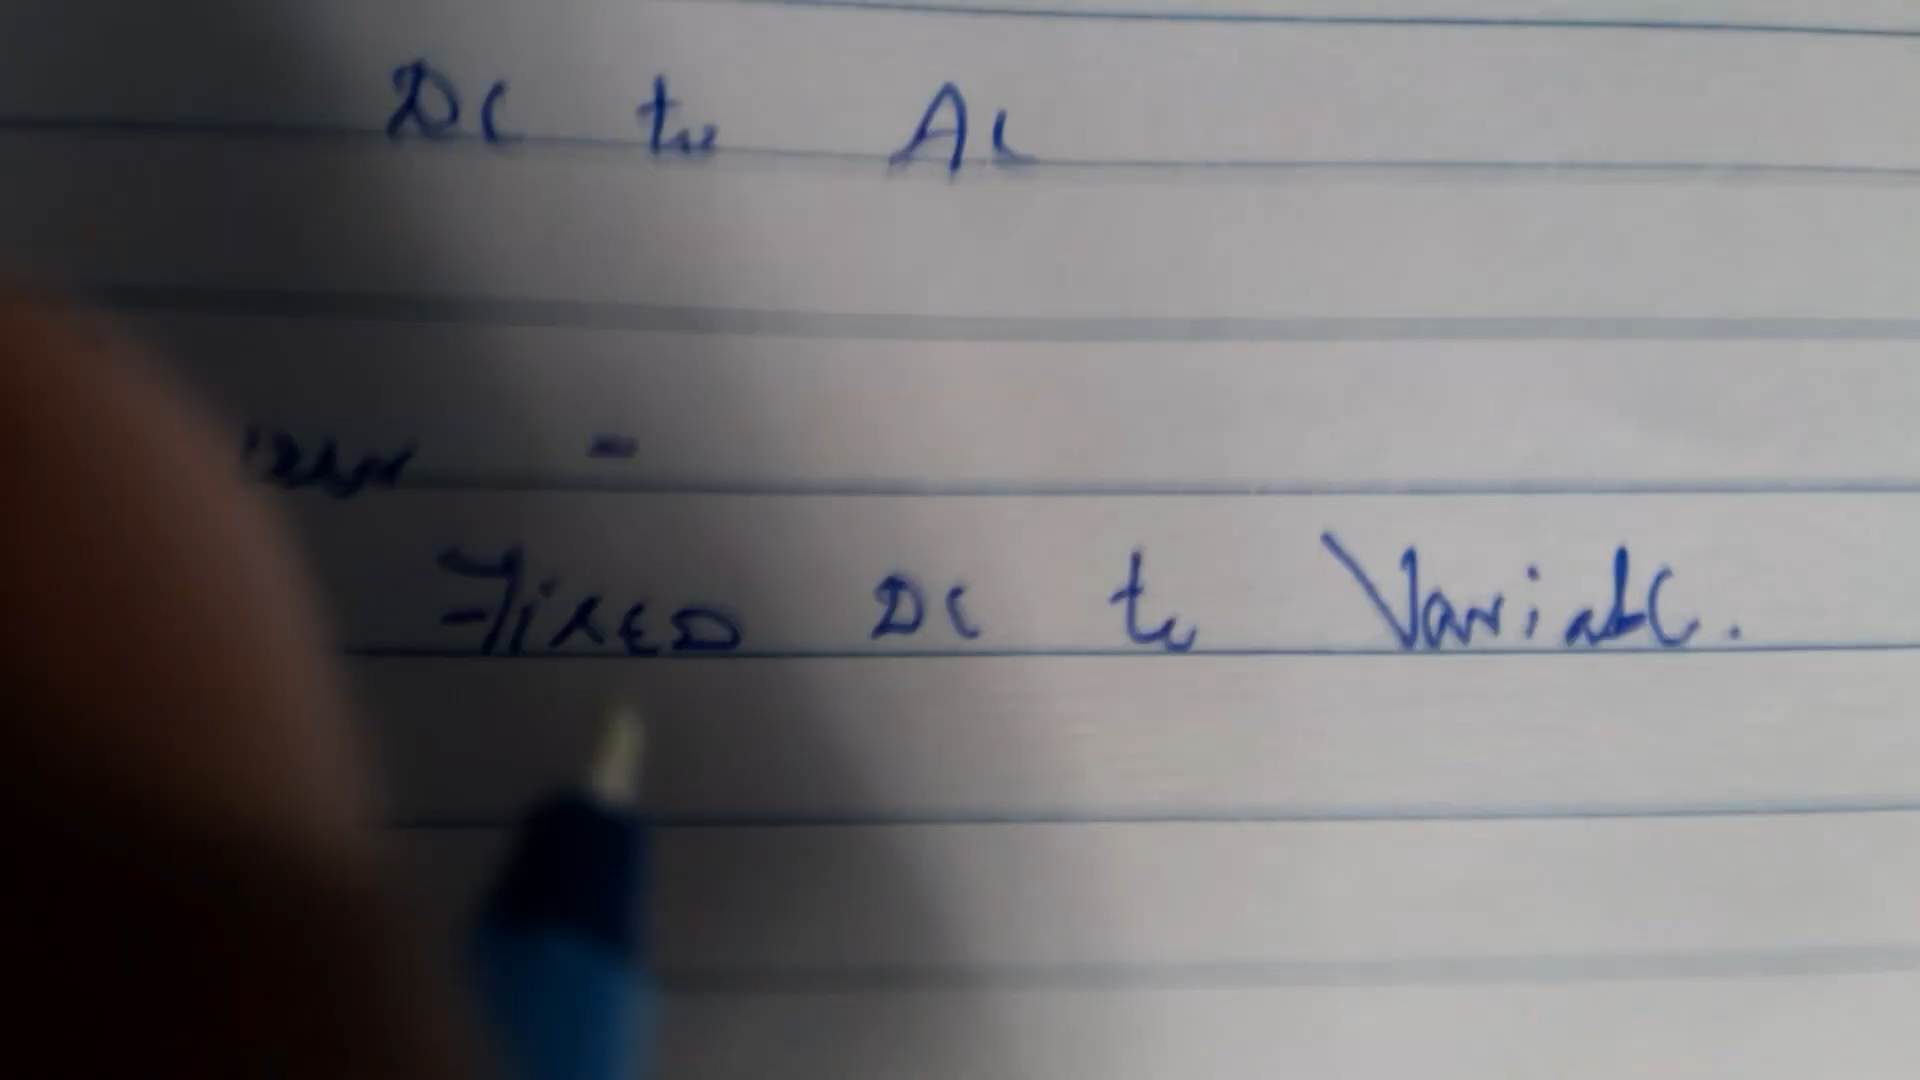 DC to AC
-
FixED DC to Variable.